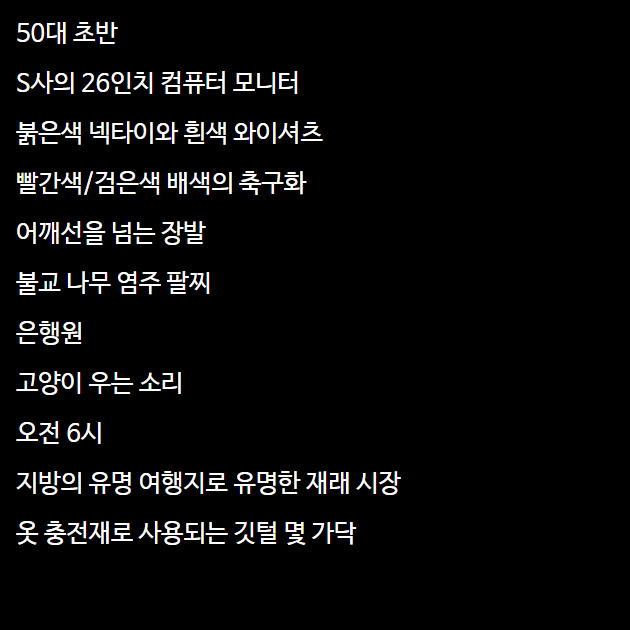 50대 초반
S사의 26인치 컴퓨터 모니터
붉은색 넥타이와 흰색 와이셔츠
빨간색/검은색 배색의 축구화
어깨선을 넘는 장발
불교 나무 염주 팔찌
은행원
고양이 우는 소리
오전 6시
지방의 유명 여행지로 유명한 재래 시장
옷 충전재로 사용되는 깃털 몇 가닥